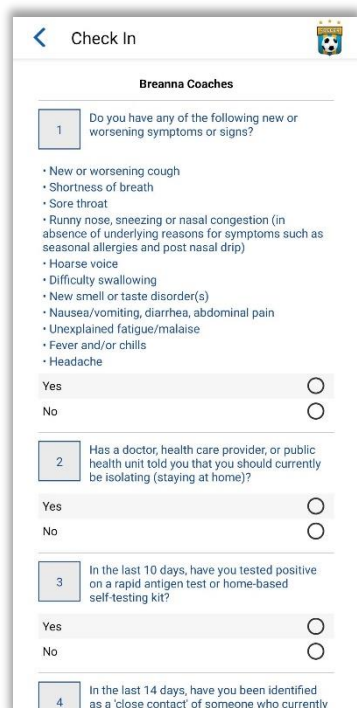 Check In
Breanna Coaches
1
Do you have any of the following new or
worsening symptoms or signs?
• New or worsening cough
• Shortness of breath
• Sore throat
• Runny nose, sneezing or nasal congestion (in
absence of underlying reasons for symptoms such as
seasonal allergies and post nasal drip)
• Hoarse voice
• Difficulty swallowing
• New smell or taste disorder(s)
• Nausea/vomiting, diarrhea, abdominal pain
• Unexplained fatigue/malaise
• Fever and/or chills
• Headache
Yes
No
2
Has a doctor, health care provider, or public
health unit told you that you should currently
be isolating (staying at home)?
Yes
No
3
In the last 10 days, have you tested positive
on a rapid antigen test or home-based
self-testing kit?
Yes
No
4
In the last 14 days, have you been identified
as a 'close contact' of someone who currently